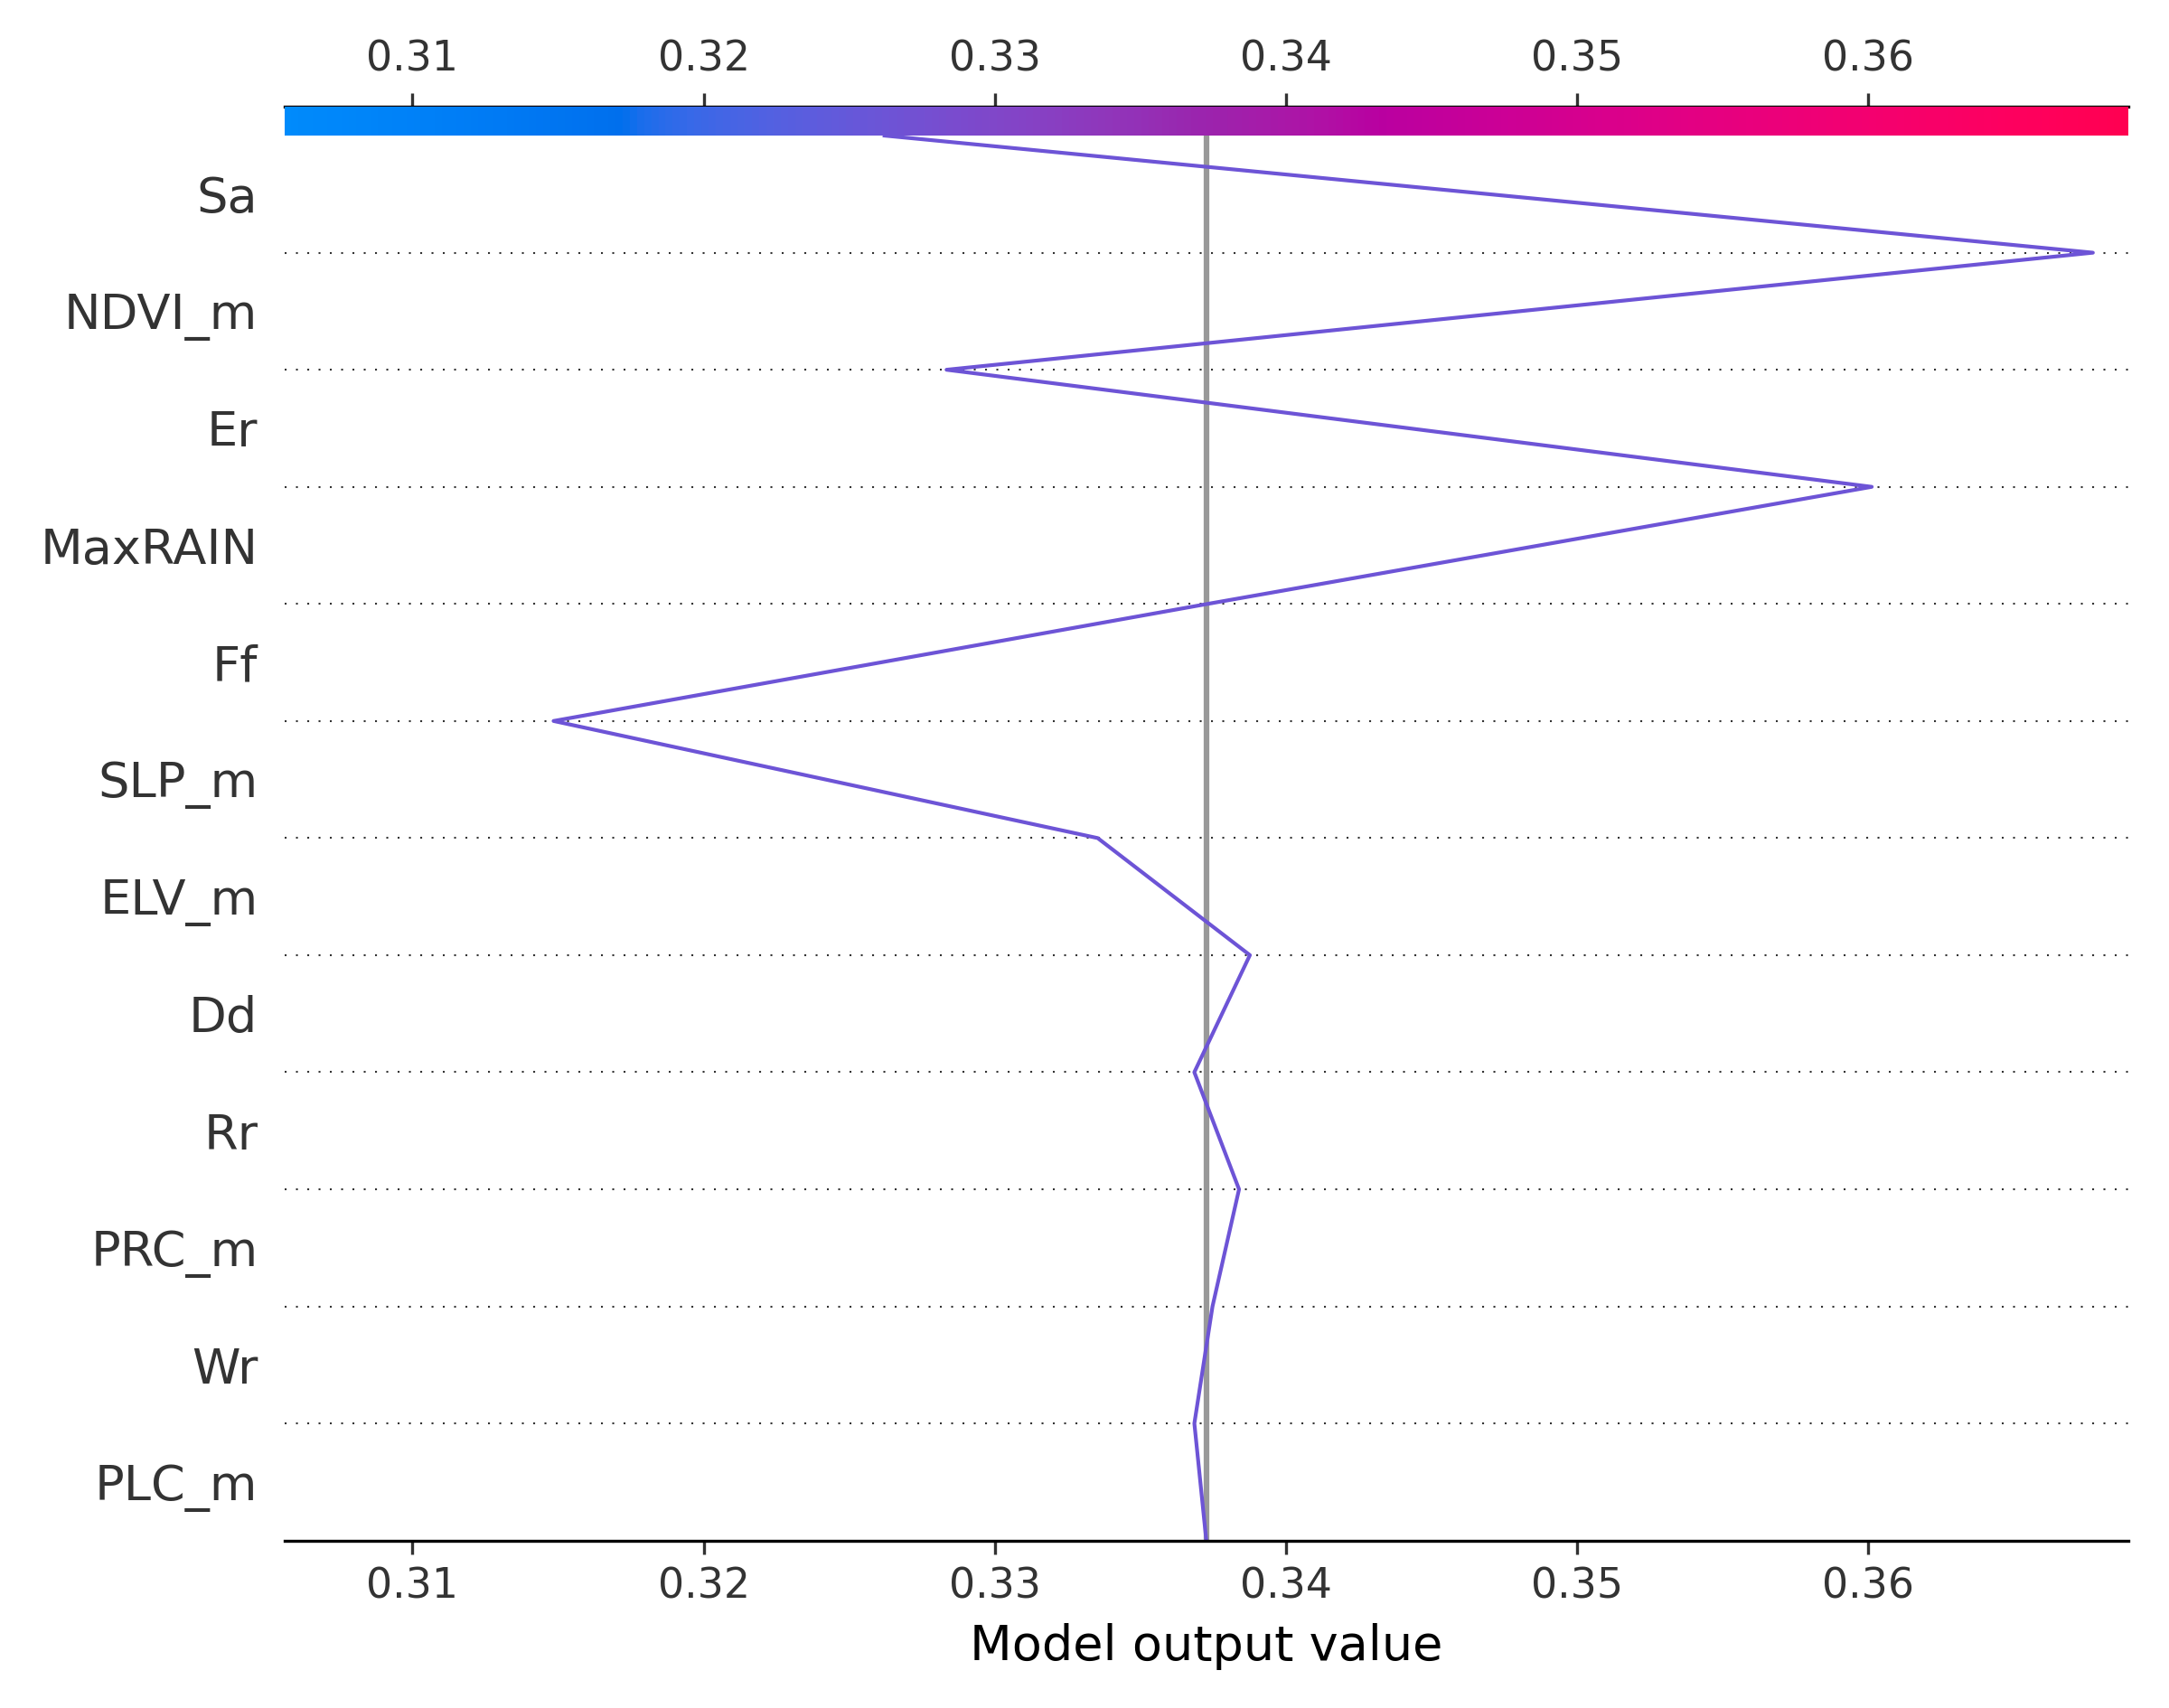 0.31 0.32 0.33 0.34 0.35 0.36
Sa
NDVI_m
Er
MaxRAIN
Ff
SLP_m
ELV_m
Dd
Rr
PRC_m
Wr
PLC_m
0.31 0.32 0.33 0.34 0.35 0.36
Model output value